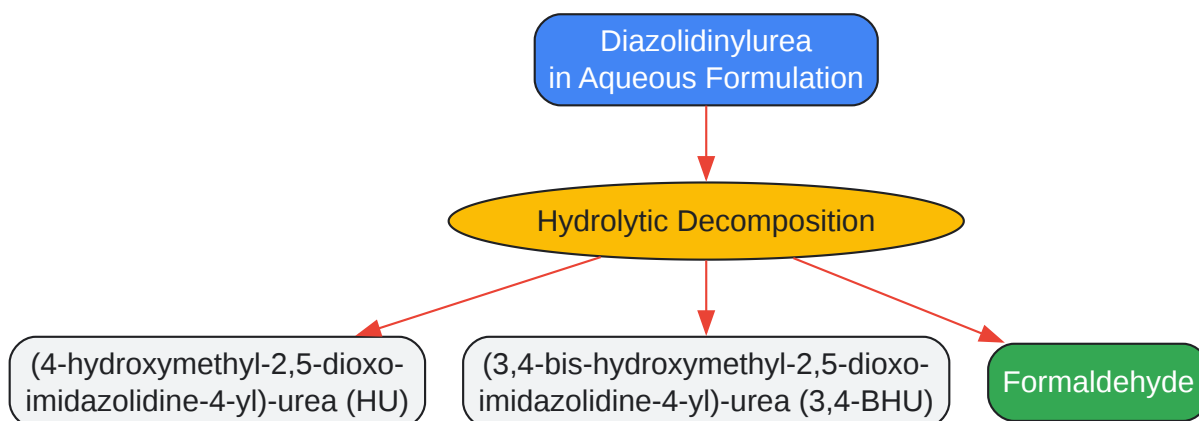 Diazolidinylurea
in Aqueous Formulation
Hydrolytic Decomposition
(4-hydroxymethyl-2,5-dioxo-
imidazolidine-4-yl)-urea (HU)
(3,4-bis-hydroxymethyl-2,5-dioxo-
imidazolidine-4-yl)-urea (3,4-BHU)
Formaldehyde